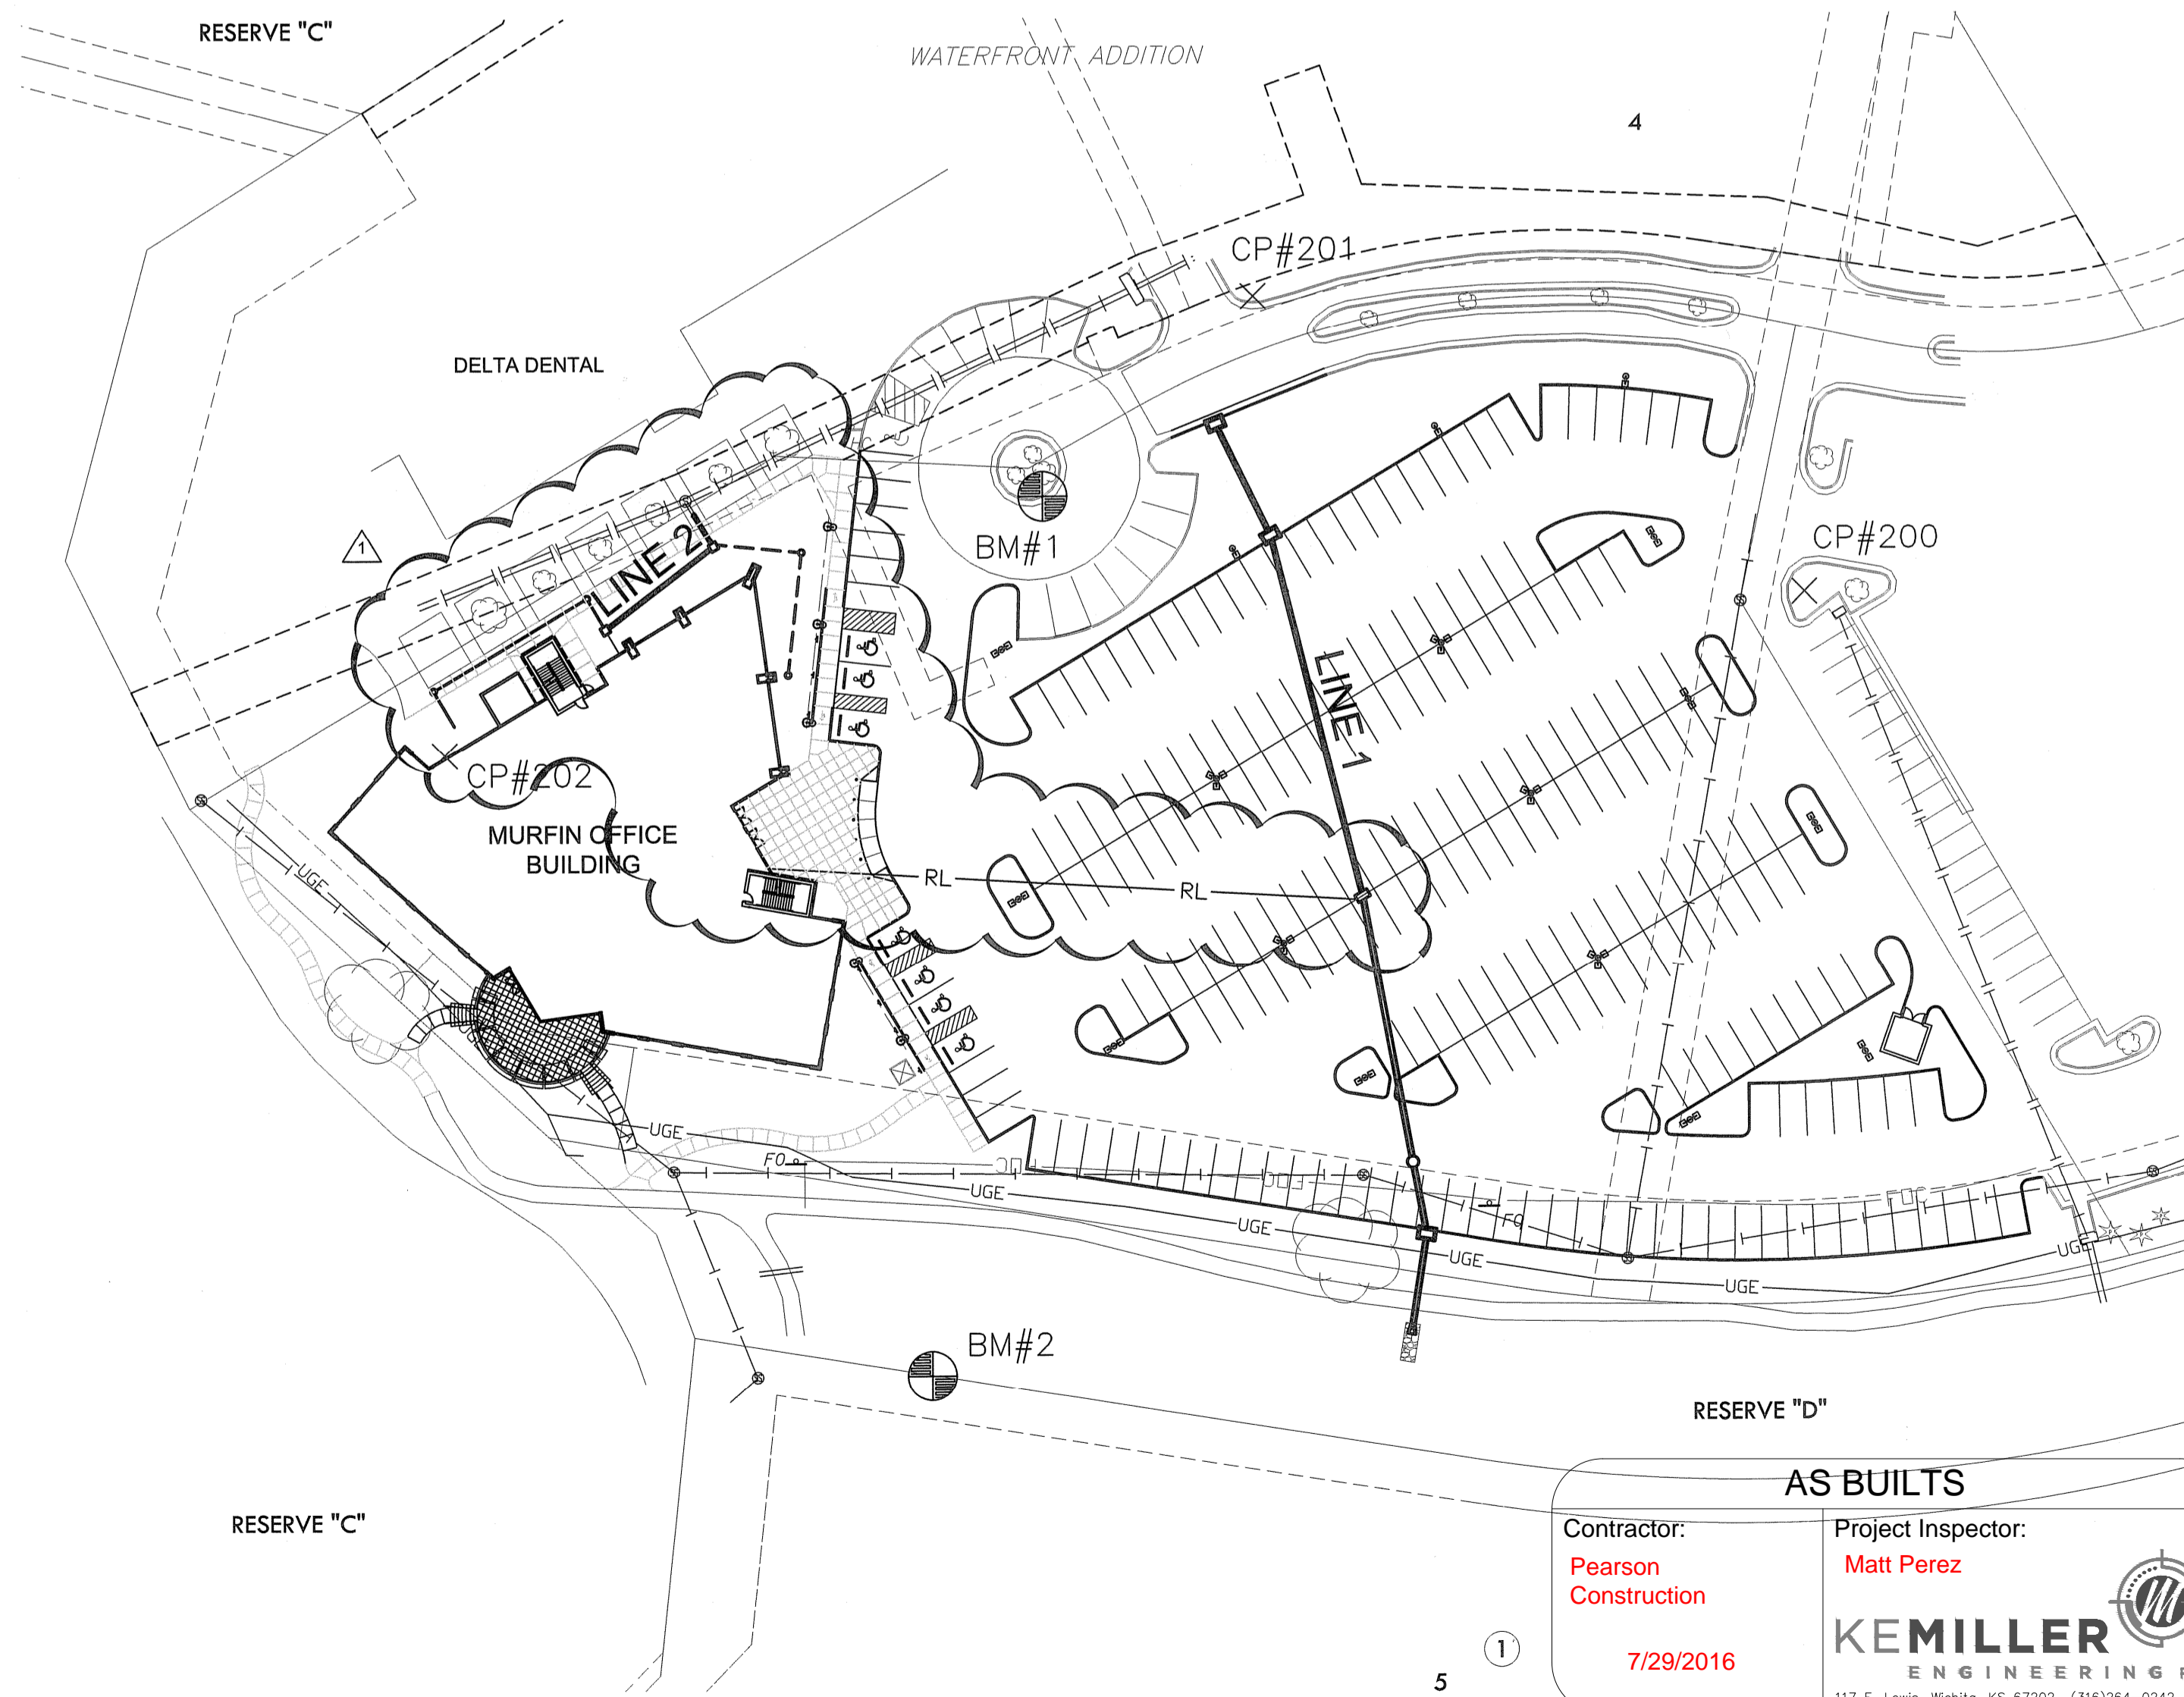 RESERVE "C"
WATERFRONT ADDITION
4
CP#201
DELTA DENTAL
1
LINE 2
BM#1
CP#200
LINE 1
CP#202
MURFIN OFFICE
BUILDING
RL
RL
UGE
UGE
FO
UGE
UGE
FO
UGE
UGE
UGE
BM#2
RESERVE "D"
RESERVE "C"
AS BUILTS
Contractor:
Project Inspector:
Pearson
Construction
Matt Perez
7/29/2016
KEMILLER
ENGINEERING
1
5